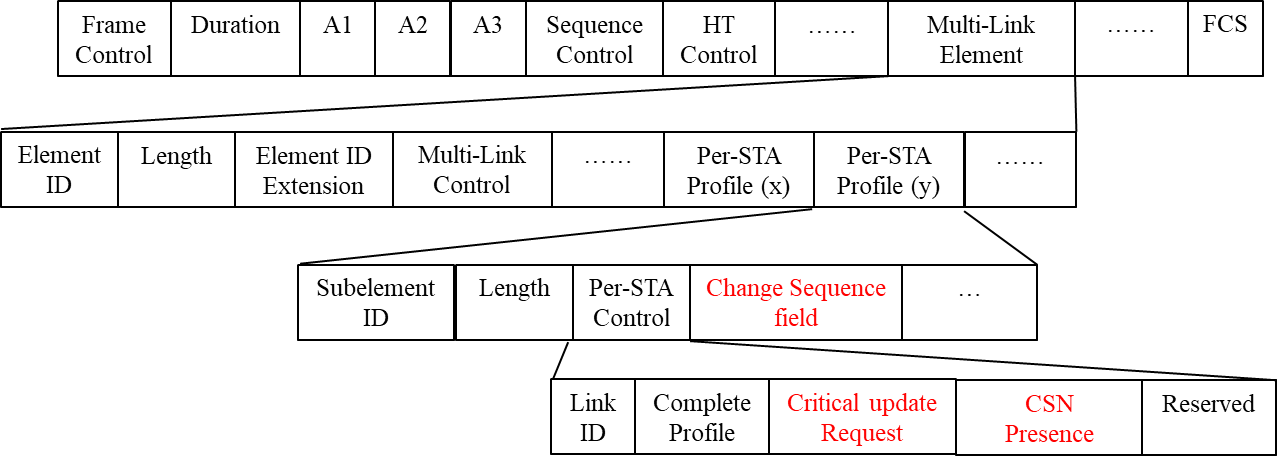 Frame Control
Duration
A1
A2
A3
Sequence Control
HT Control
......
Multi-Link Element
......
FCS
Element ID
Length
Element ID Extension
Multi-Link Control
......
Per-STA Profile (x)
Per-STA Profile (y)
......
Subelement ID
Length
Per-STA Control
Change Sequence field
...
Link ID
Complete Profile
Critical update Request
CSN Presence
Reserved